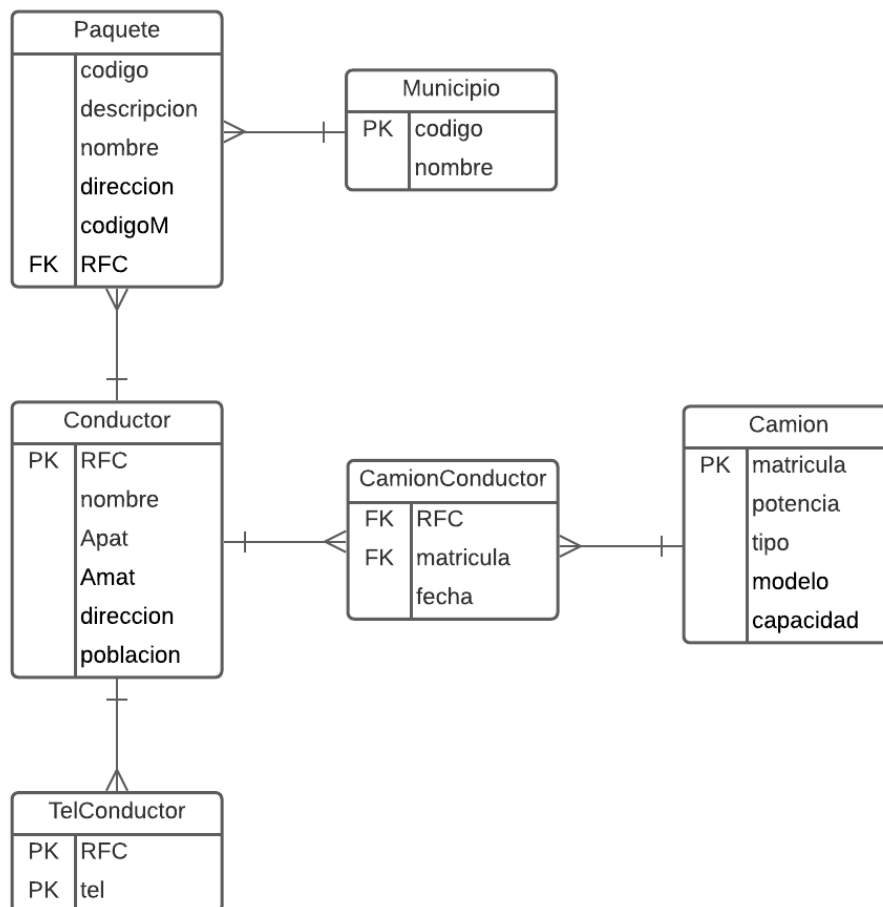 Paquete
codigo
descripcion
nombre
direccion
codigoM
FK RFC
Municipio
PK codigo
nombre
Conductor
PK RFC
nombre
Apat
Amat
direccion
poblacion
CamionConductor
FK RFC
FK matricula
fecha
Camion
PK matricula
potencia
tipo
modelo
capacidad
TelConductor
PK RFC
PK tel